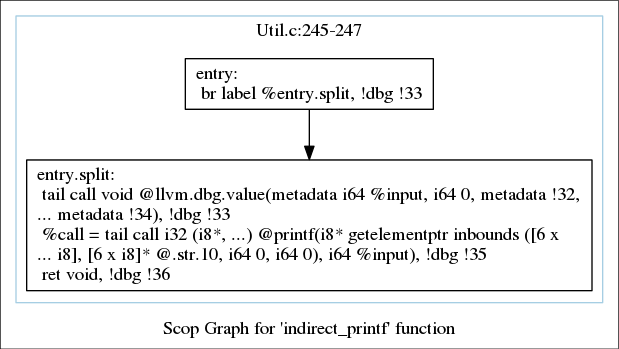 Util.c:245-247
entry:
br label %entry.split, !dbg !33
entry.split:
tail call void @llvm.dbg.value(metadata i64 %input, i64 0, metadata !32,
... metadata !34), !dbg !33
%call = tail call i32 (i8*, ...) @printf(i8* getelementptr inbounds ([6 x
... i8], [6 x i8]* @.str.10, i64 0, i64 0), i64 %input), !dbg !35
ret void, !dbg !36
Scop Graph for 'indirect_printf' function